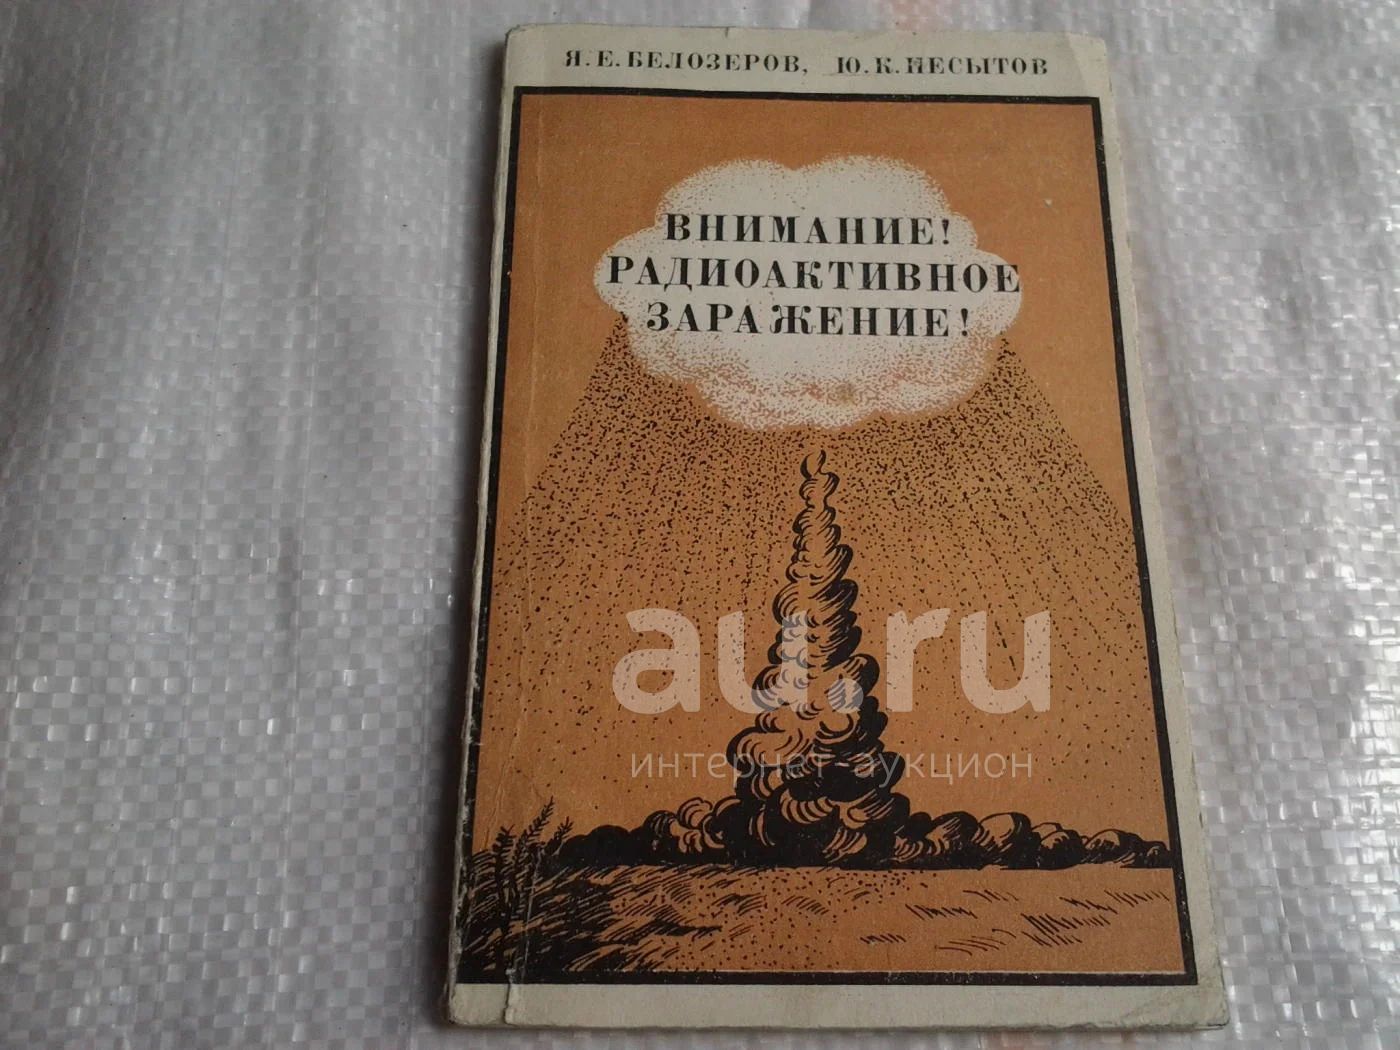 Я. Е. БЕЛОЗЕРОВ, Ю. К. НЕСЫТОВ
ВНИМАНИЕ!
РАДИОАКТИВНОЕ
ЗАРАЖЕНИЕ!
au.ru
интернет-аукцион